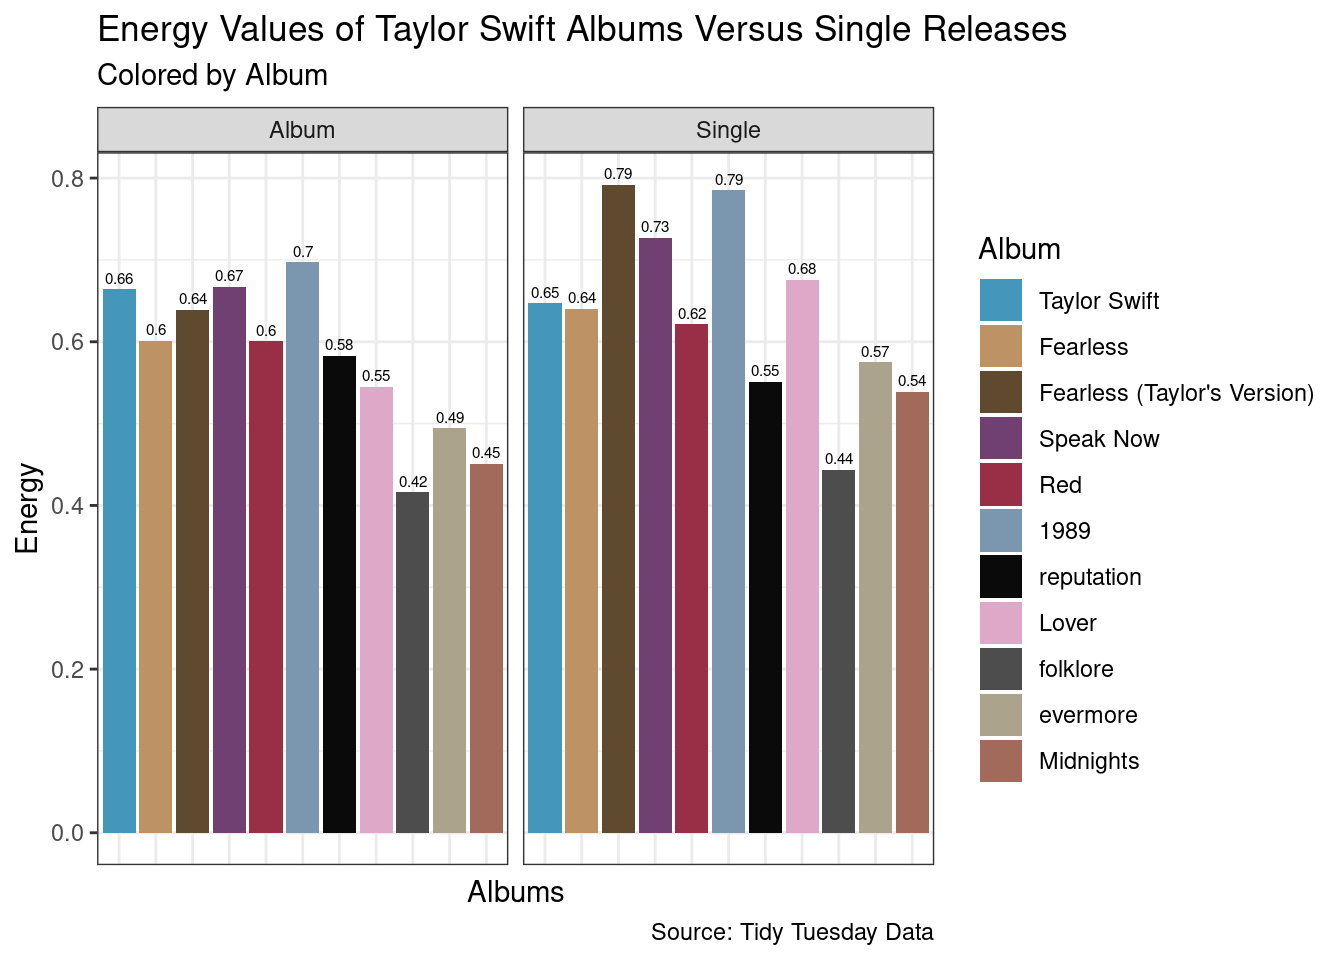 Energy Values of Taylor Swift Albums Versus Single Releases
Colored by Album
Album
Single
0.8
0.6
0.4
0.2
0.0
Energy
0.66
0.6
0.64
0.67
0.6
0.7
0.58
0.55
0.42
0.49
0.45
0.65
0.64
0.79
0.73
0.62
0.79
0.55
0.68
0.44
0.57
0.54
Albums
Album
Taylor Swift
Fearless
Fearless (Taylor's Version)
Speak Now
Red
1989
reputation
Lover
folklore
evermore
Midnights
Source: Tidy Tuesday Data